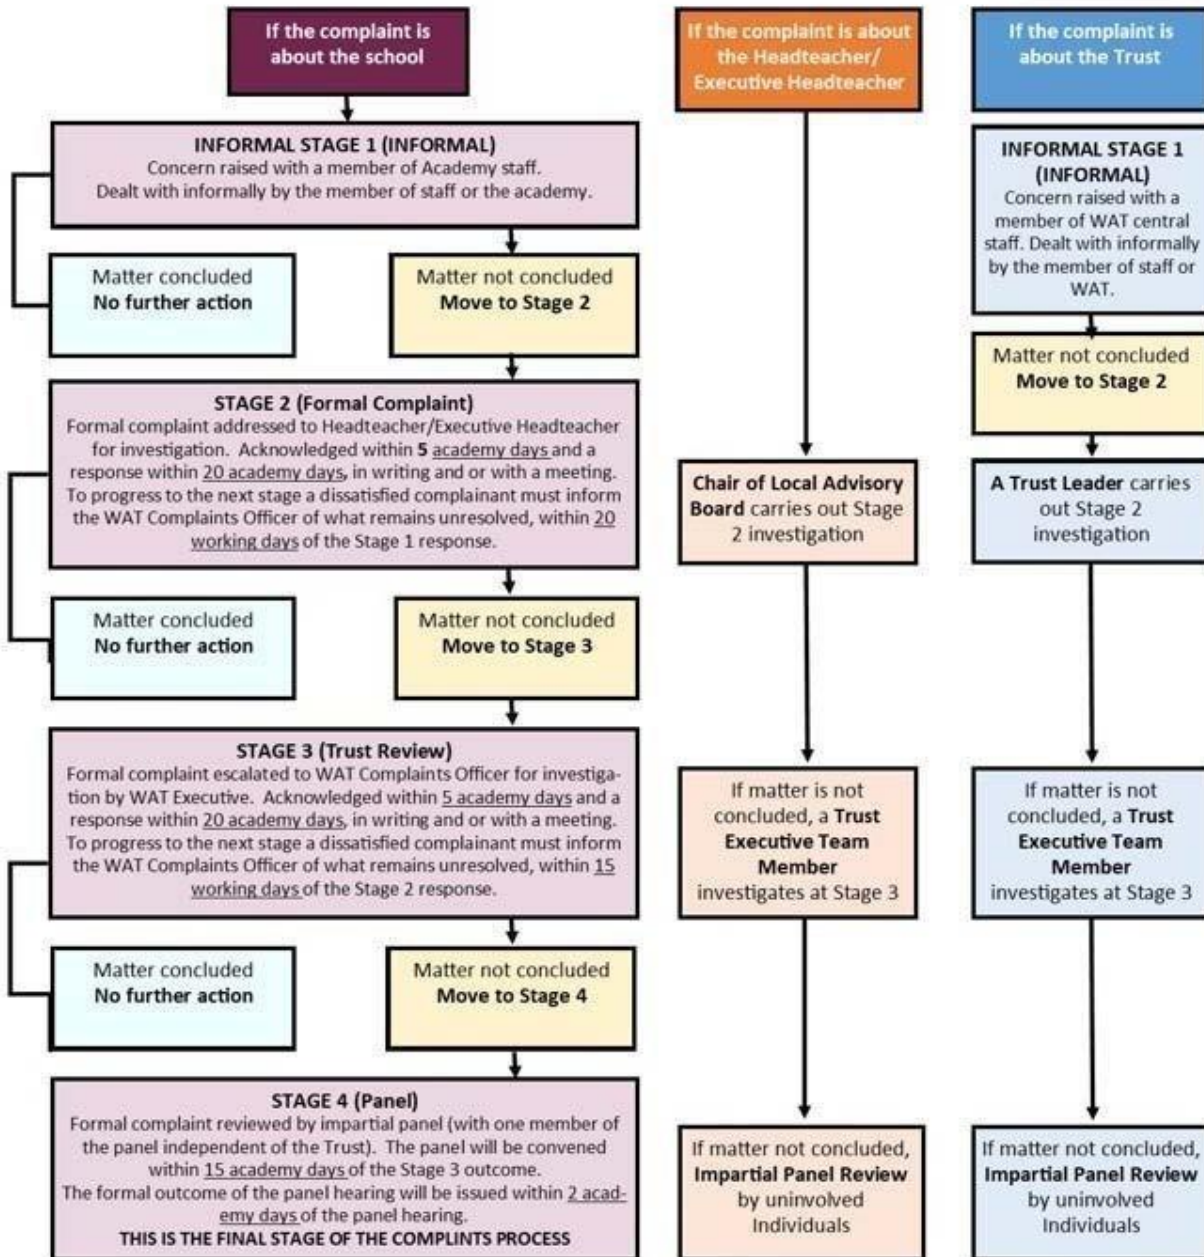 If the complaint is
about the school
INFORMAL STAGE 1 (INFORMAL)
Concern raised with a member of Academy staff.
Dealt with informally by the member of staff or the academy.
Matter concluded
No further action
Matter not concluded
Move to Stage 2
STAGE 2 (Formal Complaint)
Formal complaint addressed to Headteacher/Executive Headteacher
for investigation. Acknowledged within 5 academy days and a
response within 20 academy days, in writing and or with a meeting.
To progress to the next stage a dissatisfied complainant must inform
the WAT Complaints Officer of what remains unresolved, within 20
working days of the Stage 1 response.
Matter concluded
No further action
Matter not concluded
Move to Stage 3
STAGE 3 (Trust Review)
Formal complaint escalated to WAT Complaints Officer for investiga-
tion by WAT Executive. Acknowledged within 5 academy days and a
response within 20 academy days, in writing and or with a meeting.
To progress to the next stage a dissatisfied complainant must inform
the WAT Complaints Officer of what remains unresolved, within 15
working days of the Stage 2 response.
Matter concluded
No further action
Matter not concluded
Move to Stage 4
STAGE 4 (Panel)
Formal complaint reviewed by impartial panel (with one member of
the panel independent of the Trust). The panel will be convened
within 15 academy days of the Stage 3 outcome.
The formal outcome of the panel hearing will be issued within 2 acad-
emy days of the panel hearing.
THIS IS THE FINAL STAGE OF THE COMPLINTS PROCESS
If the complaint is about
the Headteacher/
Executive Headteacher
Chair of Local Advisory
Board carries out Stage
2 investigation
If matter is not
concluded, a Trust
Executive Team
Member
investigates at Stage 3
If matter not concluded,
Impartial Panel Review
by uninvolved
Individuals
If the complaint is
about the Trust
INFORMAL STAGE 1
(INFORMAL)
Concern raised with a
member of WAT central
staff. Dealt with informally
by the member of staff or
WAT.
Matter not concluded
Move to Stage 2
A Trust Leader carries
out Stage 2
investigation
If matter is not
concluded, a Trust
Executive Team
Member
investigates at Stage 3
If matter not concluded,
Impartial Panel Review
by uninvolved
Individuals